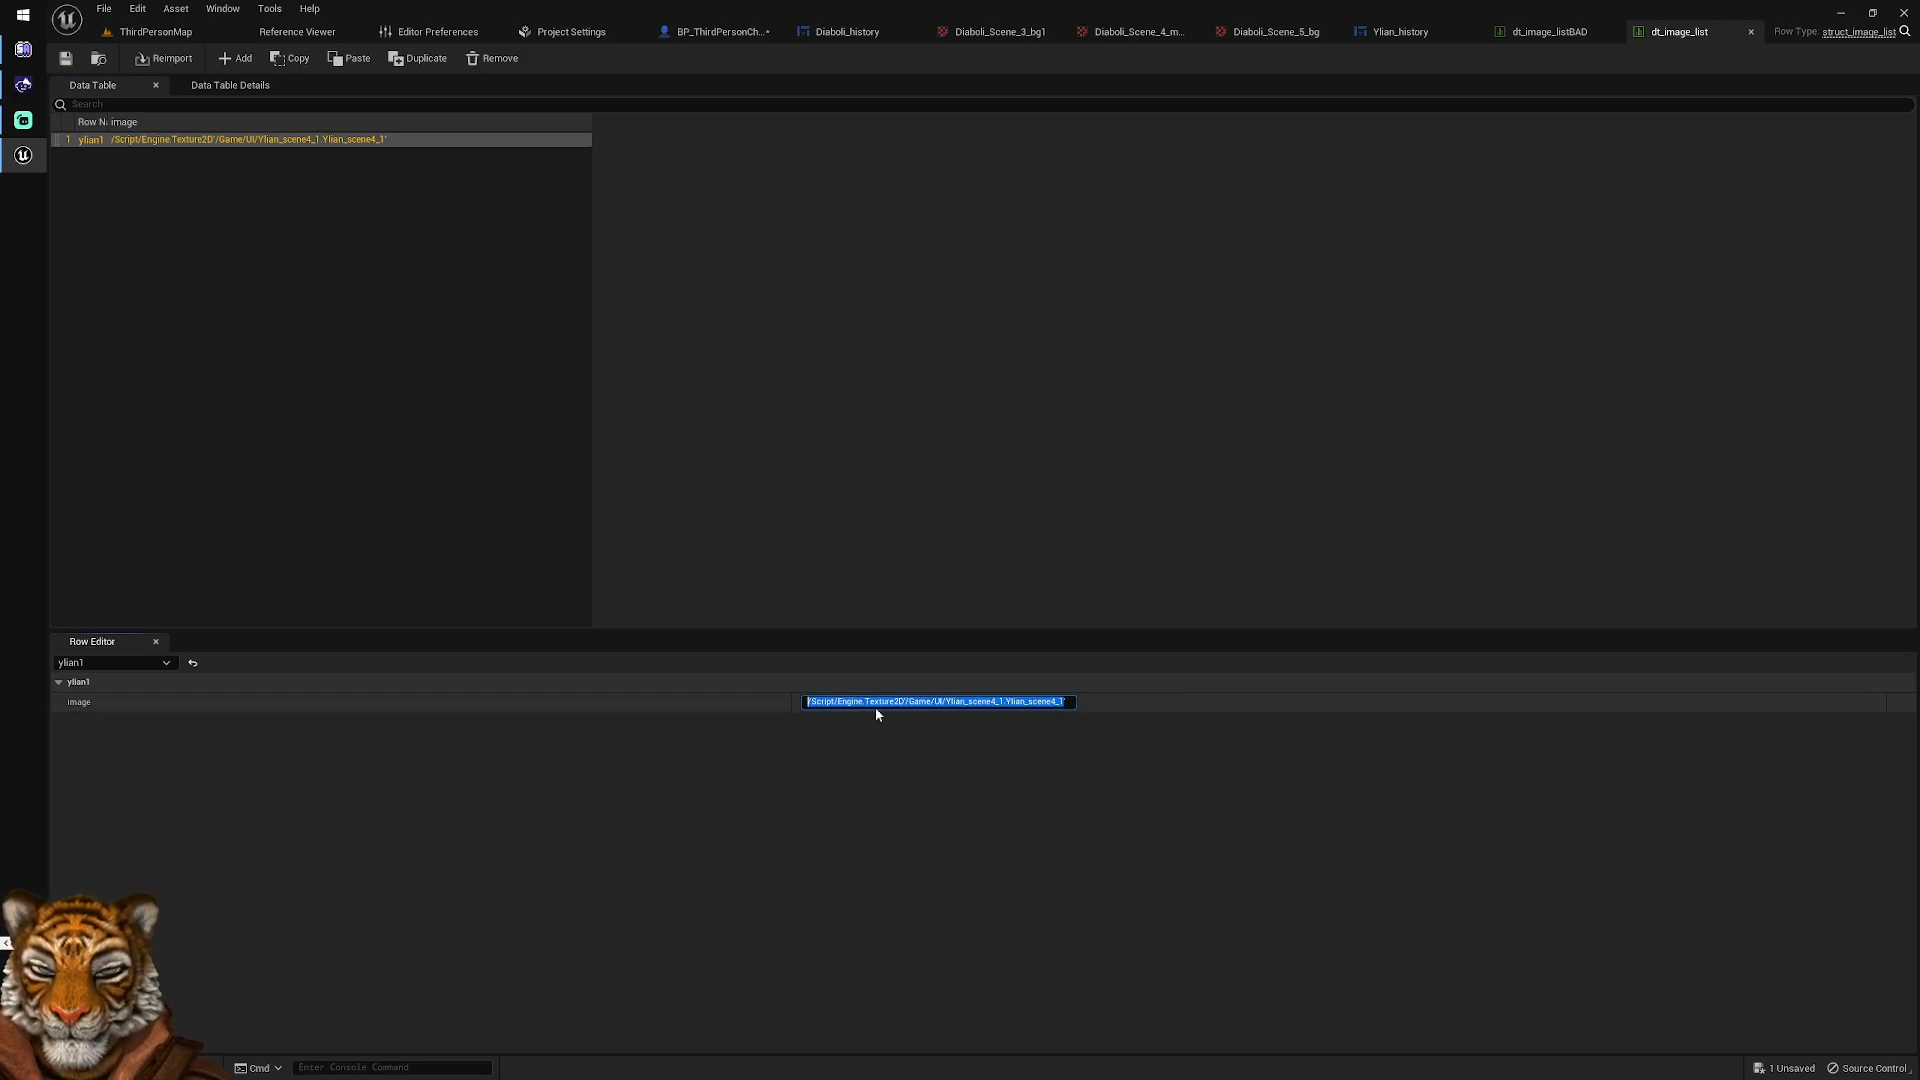 File Edit Asset Window Tools Help
ThirdPersonMap Reference Viewer Editor Preferences Project Settings BP_ThirdPersonCh...* Diaboli_history Diaboli_Scene_3_bg1 Diaboli_Scene_4_m... Diaboli_Scene_5_bg Ylian_history dt_image_listBAD dt_image_list Row Type: struct_image_list
Reimport Add Copy Paste Duplicate Remove
Data Table Data Table Details
Search
Row Na image
1 ylian1 /Script/Engine.Texture2D'/Game/UI/Ylian_scene4_1.Ylian_scene4_1'
Row Editor
ylian1
ylian1
Image /Script/Engine.Texture2D'/Game/UI/Ylian_scene4_1.Ylian_scene4_1'
Cmd Enter Console Command 1 Unsaved Source Control